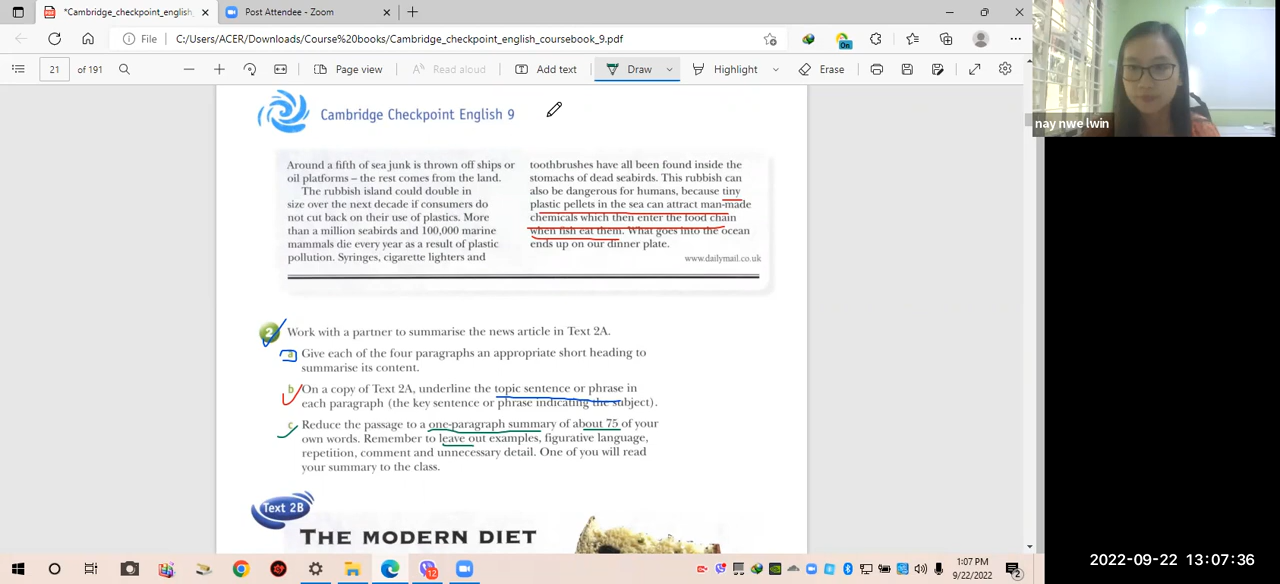 *Cambridge_checkpoint_english_
Post Attendee - Zoom
File
C:/Users/ACER/Downloads/Course%20books/Cambridge_checkpoint_english_coursebook_9.pdf
On
21 of 191
Page view
Read aloud
Add text
Draw
Highlight
Erase
nay nwe lwin
Cambridge Checkpoint English 9
Around a fifth of sea junk is thrown off ships or
oil platforms – the rest comes from the land.
The rubbish island could double in
size over the next decade if consumers do
not cut back on their use of plastics. More
than a million seabirds and 100,000 marine
mammals die every year as a result of plastic
pollution. Syringes, cigarette lighters and
toothbrushes have all been found inside the
stomachs of dead seabirds. This rubbish can
also be dangerous for humans, because tiny
plastic pellets in the sea can attract man-made
chemicals which then enter the food chain
when fish eat them. What goes into the ocean
ends up on our dinner plate.
www.dailymail.co.uk
2 Work with a partner to summarise the news article in Text 2A.
a Give each of the four paragraphs an appropriate short heading to
summarise its content.
b On a copy of Text 2A, underline the topic sentence or phrase in
each paragraph (the key sentence or phrase indicating the subject).
c Reduce the passage to a one-paragraph summary of about 75 of your
own words. Remember to leave out examples, figurative language,
repetition, comment and unnecessary detail. One of you will read
your summary to the class.
Text 2B
THE MODERN DIET
12
1:07 PM
9/22/2022
2
2022-09-22 13:07:36